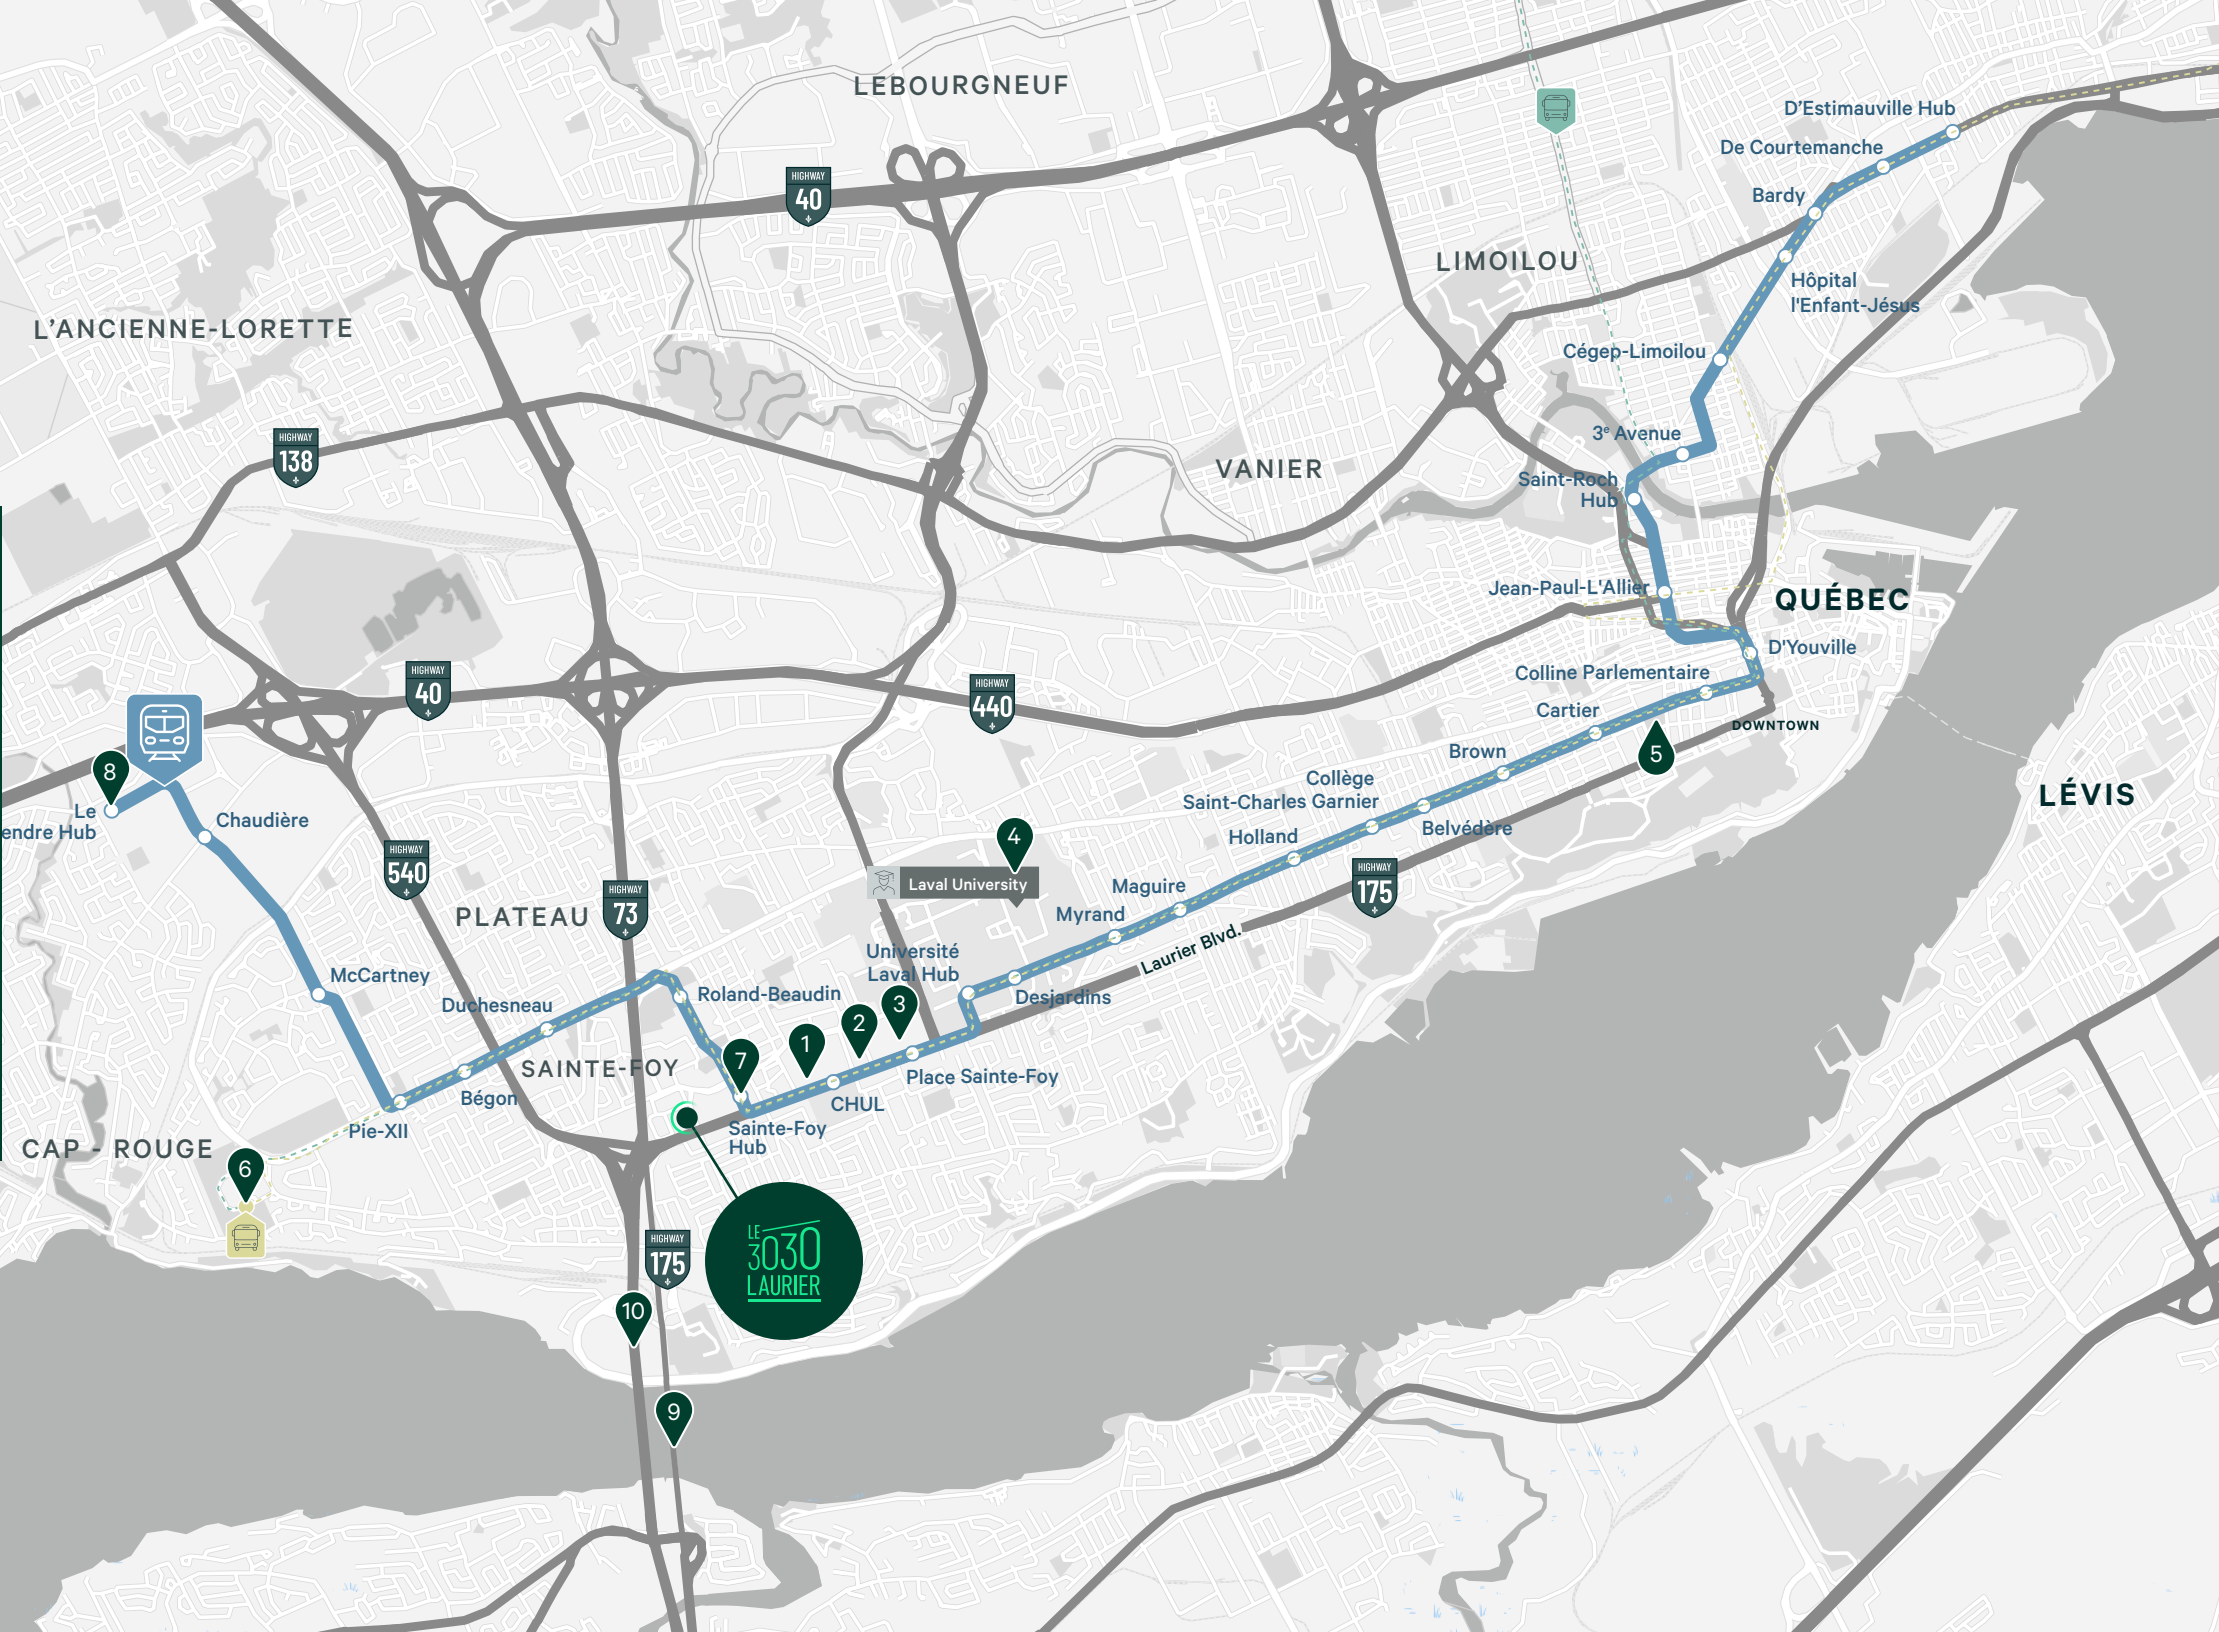 LEBOURGNEUF
D’Estimauville Hub
De Courtemanche
HIGHWAY
40
Bardy
LIMOILOU
Hôpital
l'Enfant-Jésus
L’ANCIENNE-LORETTE
Cégep-Limoilou
HIGHWAY
138
3e Avenue
VANIER
Saint-Roch
Hub
Jean-Paul-L'Allier
QUÉBEC
D'Youville
HIGHWAY
40
HIGHWAY
440
Colline Parlementaire
Cartier
DOWNTOWN
Brown
5
8
Collège
Saint-Charles Garnier
LÉVIS
Le
endre Hub
Chaudière
Holland
Belvédère
4
HIGHWAY
540
Laval University
HIGHWAY
175
HIGHWAY
73
PLATEAU
Maguire
Myrand
Laurier Blvd.
Université
Laval Hub
McCartney
Duchesneau
Roland-Beaudin
Desjardins
3
2
1
7
SAINTE-FOY
Place Sainte-Foy
Bégon
CHUL
Pie-XII
Sainte-Foy
Hub
CAP - ROUGE
6
LE
3030
LAURIER
HIGHWAY
175
10
9